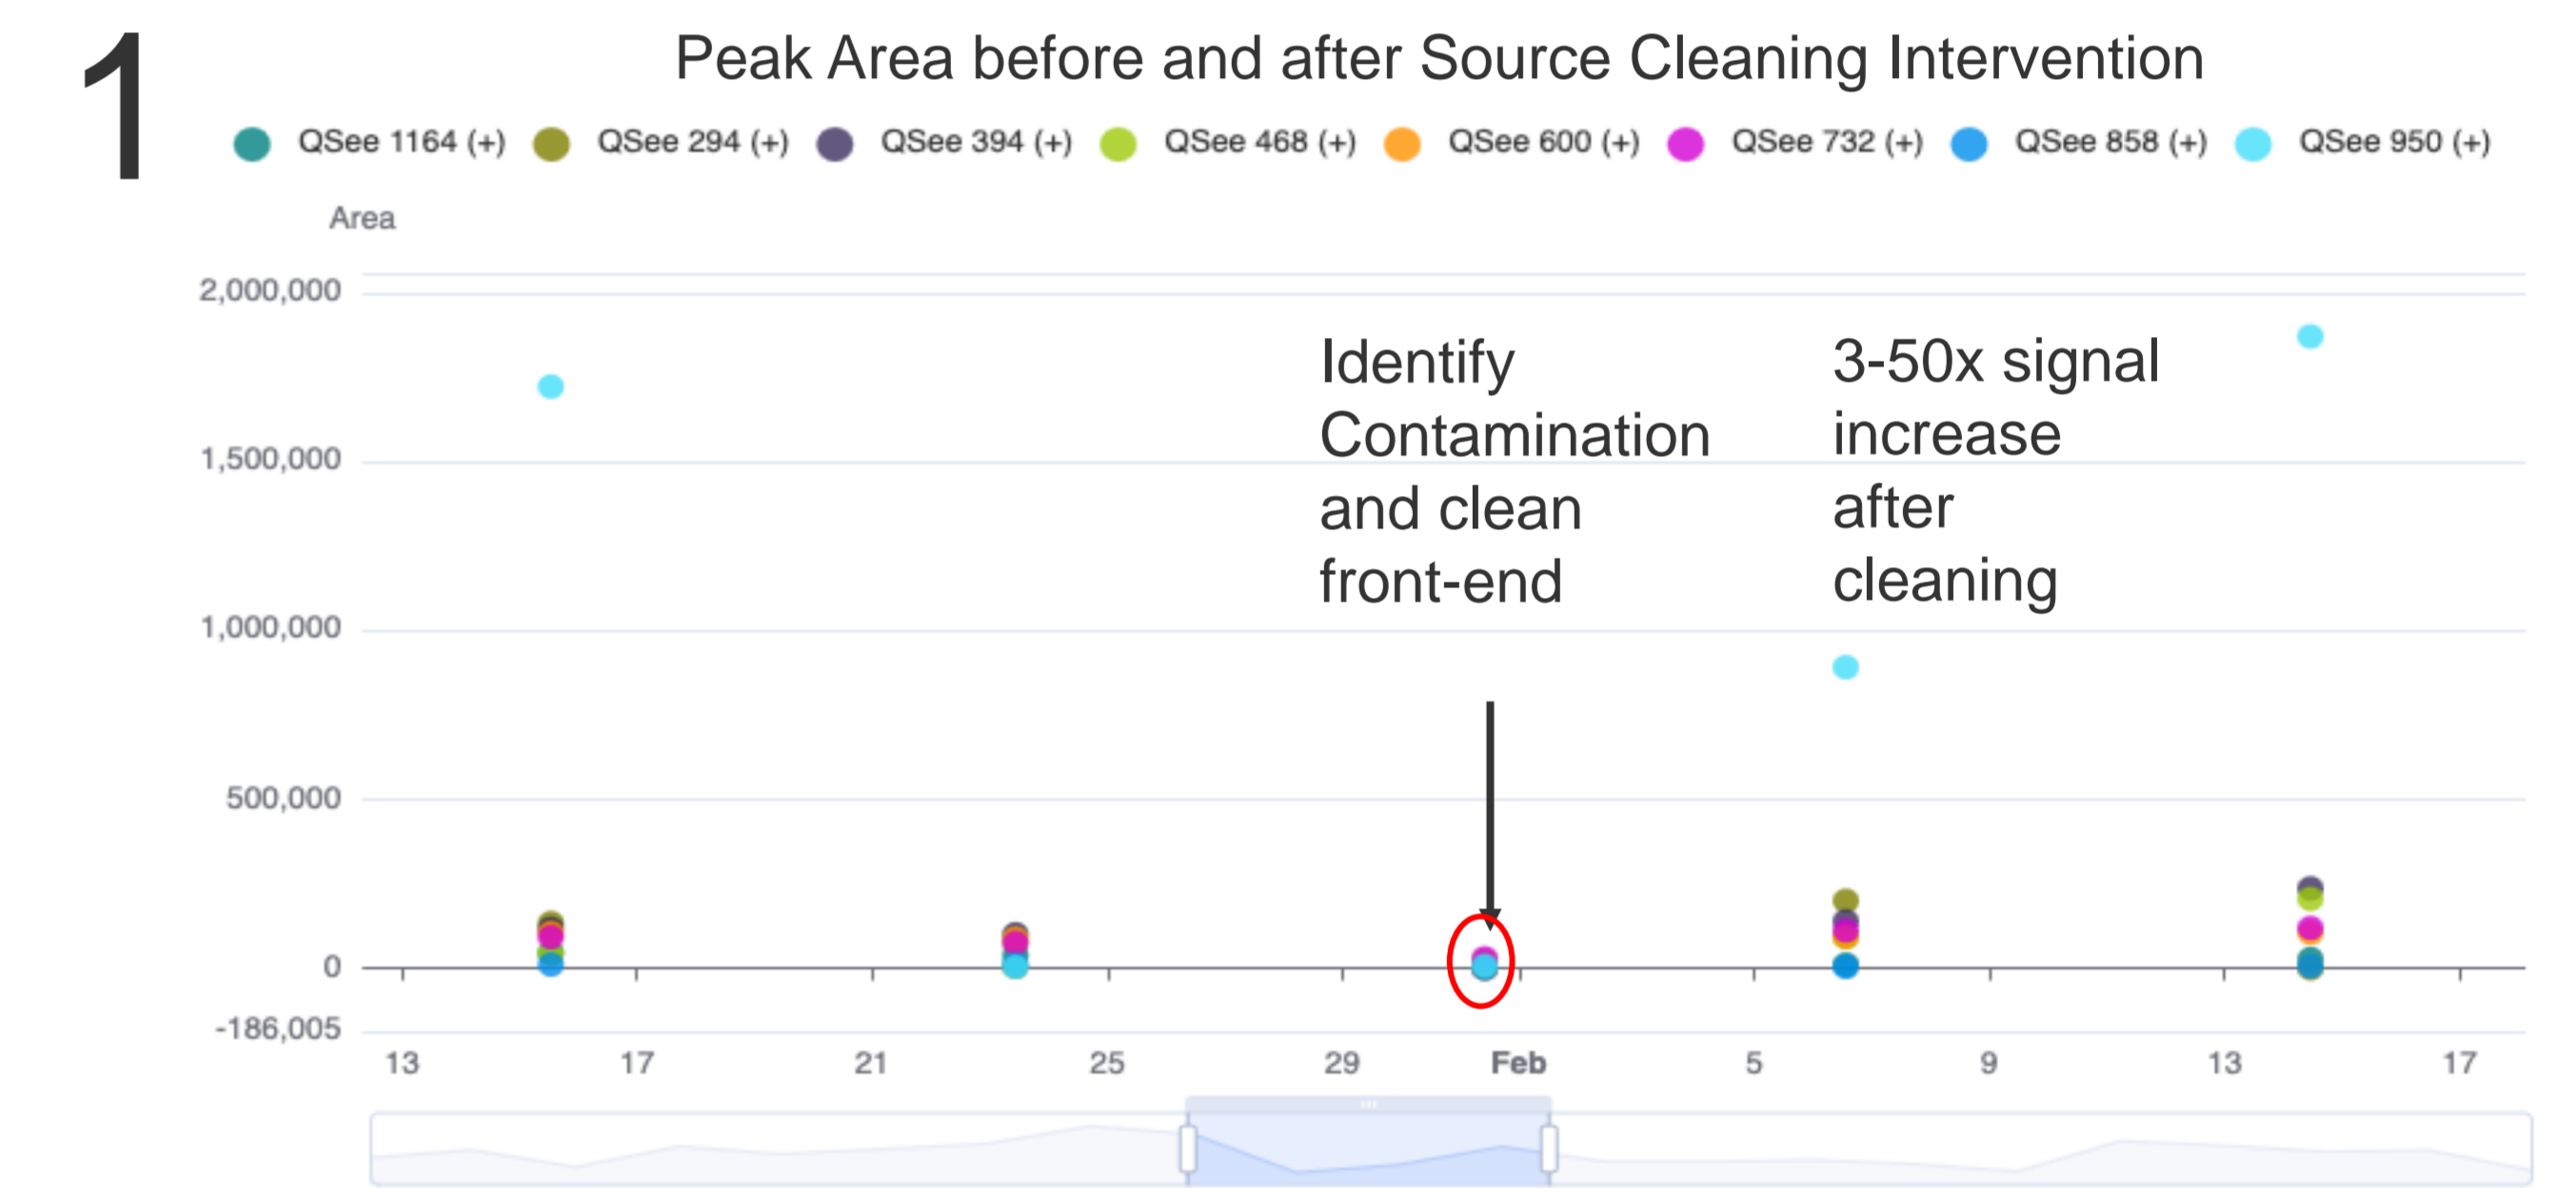 1
Peak Area before and after Source Cleaning Intervention
QSee 1164 (+) QSee 294 (+) QSee 394 (+) QSee 468 (+) QSee 600 (+) QSee 732 (+) QSee 858 (+) QSee 950 (+)
Area
2,000,000
1,500,000
1,000,000
500,000
0
-186,005
Identify
Contamination
and clean
front-end
3-50x signal
increase
after
cleaning
13 17 21 25 29 Feb 5 9 13 17